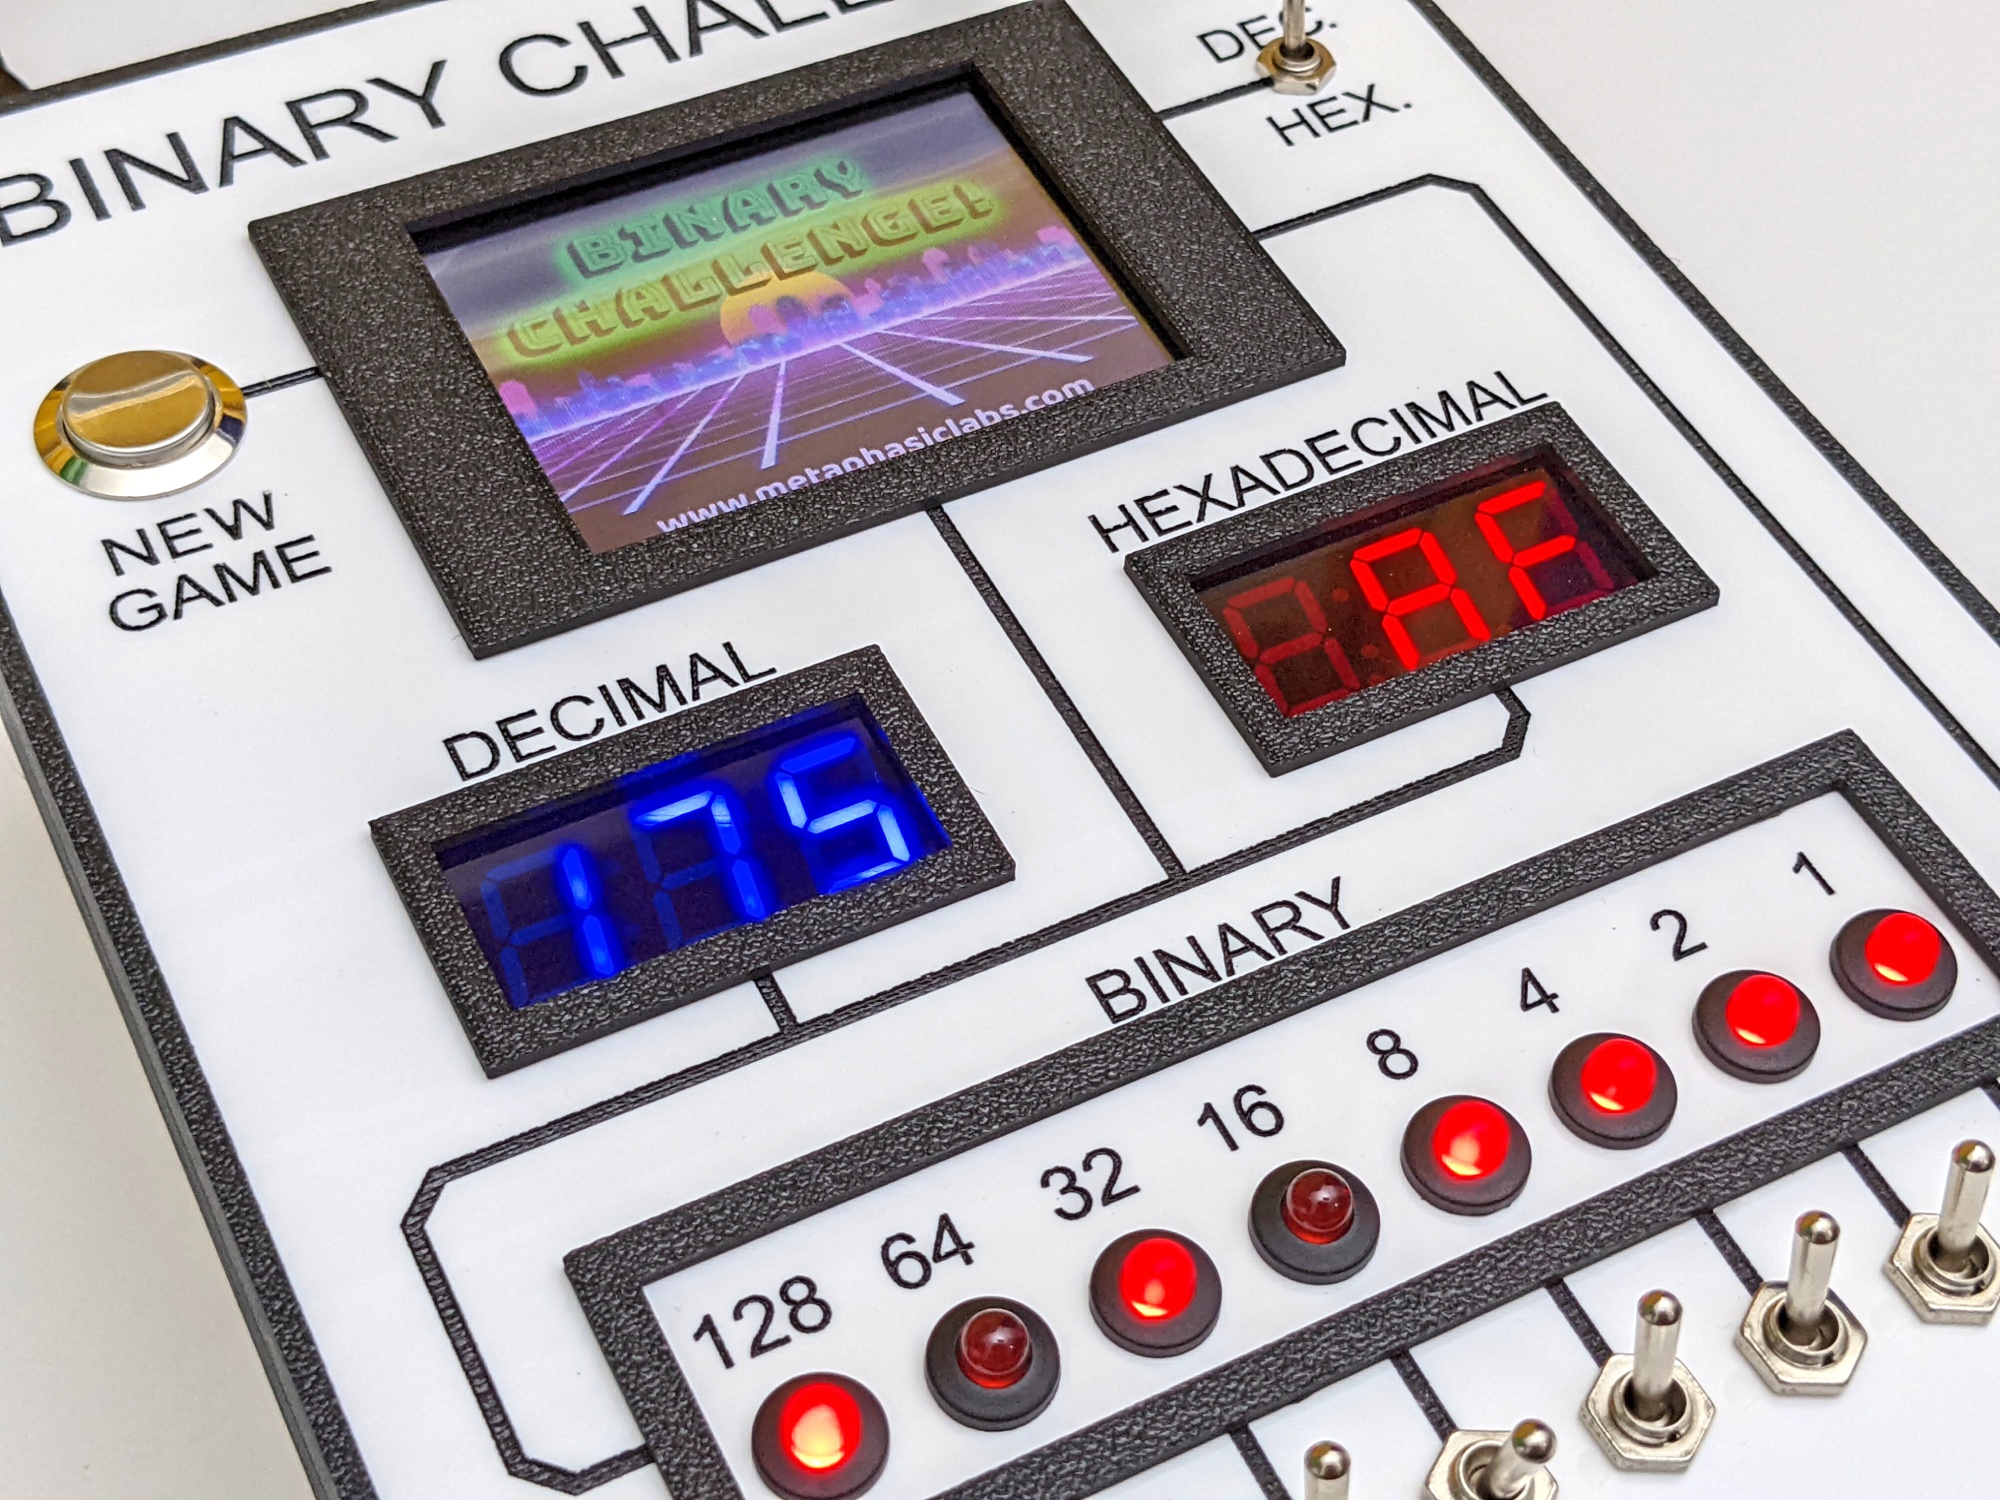 BINARY CHALL
DEC.
HEX.
BINARY
CHALLENGE!
www.metaphasiclabs.com
NEW
GAME
HEXADECIMAL
AF
DECIMAL
175
BINARY
128 64 32 16 8 4 2 1